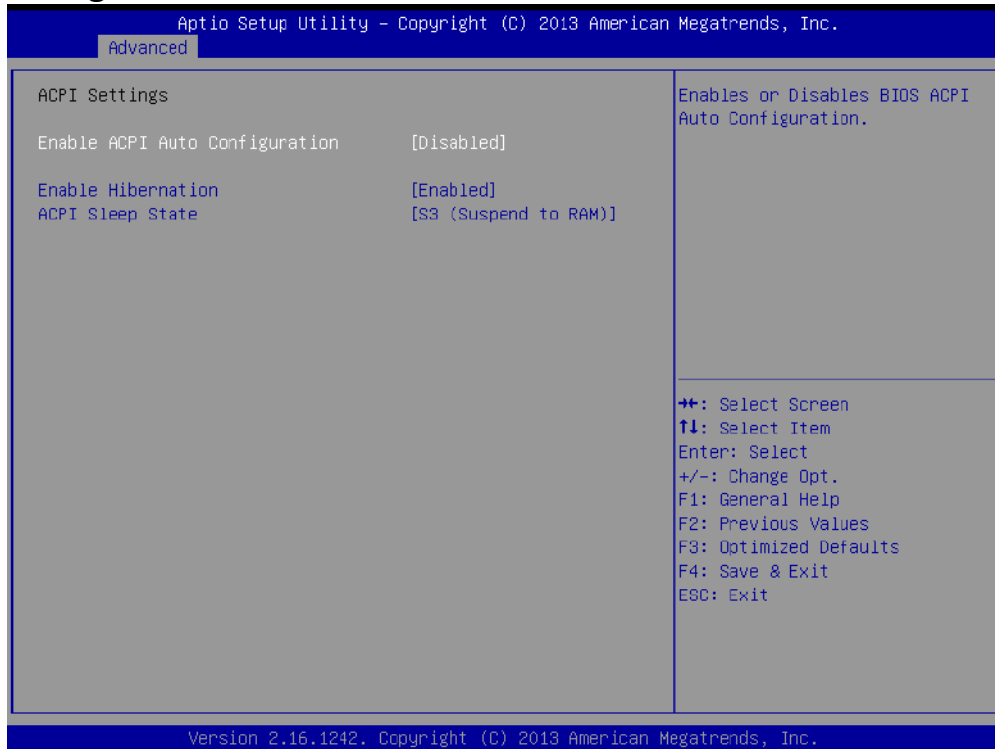 Aptio Setup Utility – Copyright (C) 2013 American Megatrends, Inc.
Advanced
ACPI Settings
Enable ACPI Auto Configuration [Disabled]
Enable Hibernation [Enabled]
ACPI Sleep State [S3 (Suspend to RAM)]
Enables or Disables BIOS ACPI
Auto Configuration.
→←: Select Screen
↑↓: Select Item
Enter: Select
+/-: Change Opt.
F1: General Help
F2: Previous Values
F3: Optimized Defaults
F4: Save & Exit
ESC: Exit
Version 2.16.1242. Copyright (C) 2013 American Megatrends, Inc.